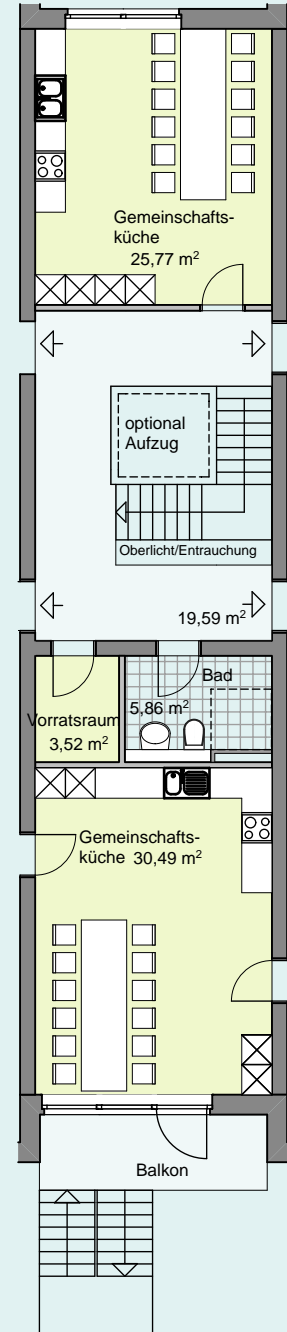 Gemeinschafts-
küche
25,77 m²
optional
Aufzug
Oberlicht/Entrauchung
19,59 m²
Bad
5,86 m²
Vorratsraum
3,52 m²
Gemeinschafts-
küche 30,49 m²
Balkon